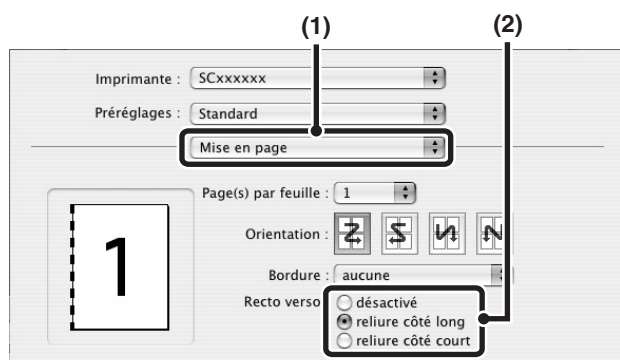 (1) (2)
Imprimante : SCxxxxxx
Préréglages : Standard
Mise en page
Page(s) par feuille : 1
Orientation :
Bordure : aucune
1
Recto verso désactivé
reliure côté long
reliure côté court